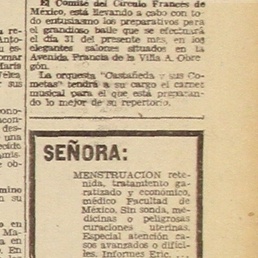 El Comité del Círculo Francés de
México, está llevando a cobo con to-
do entusiasmo los preparativos para
el grandioso baile que se efectuará
el día 31 del presente mes, en los
elegantes salones situados en la
Avenida Francia de la Villa A. Obre
gón.
La orquesta "Castañeda y sus Co-
metas" tendrá a su cargo el carnet
musical para el que está preparan-
do lo mejor de su repertorio.
SEÑORA:
MENSTRUACION rete-
nida, tratamiento ga-
ratizado y económico,
médico Facultad de
México. Sin sonda, me-
dicinas o peligrosas
curaciones uterinas.
Especial atención ca-
sos avanzados o difíci-
les. Informes Eric.